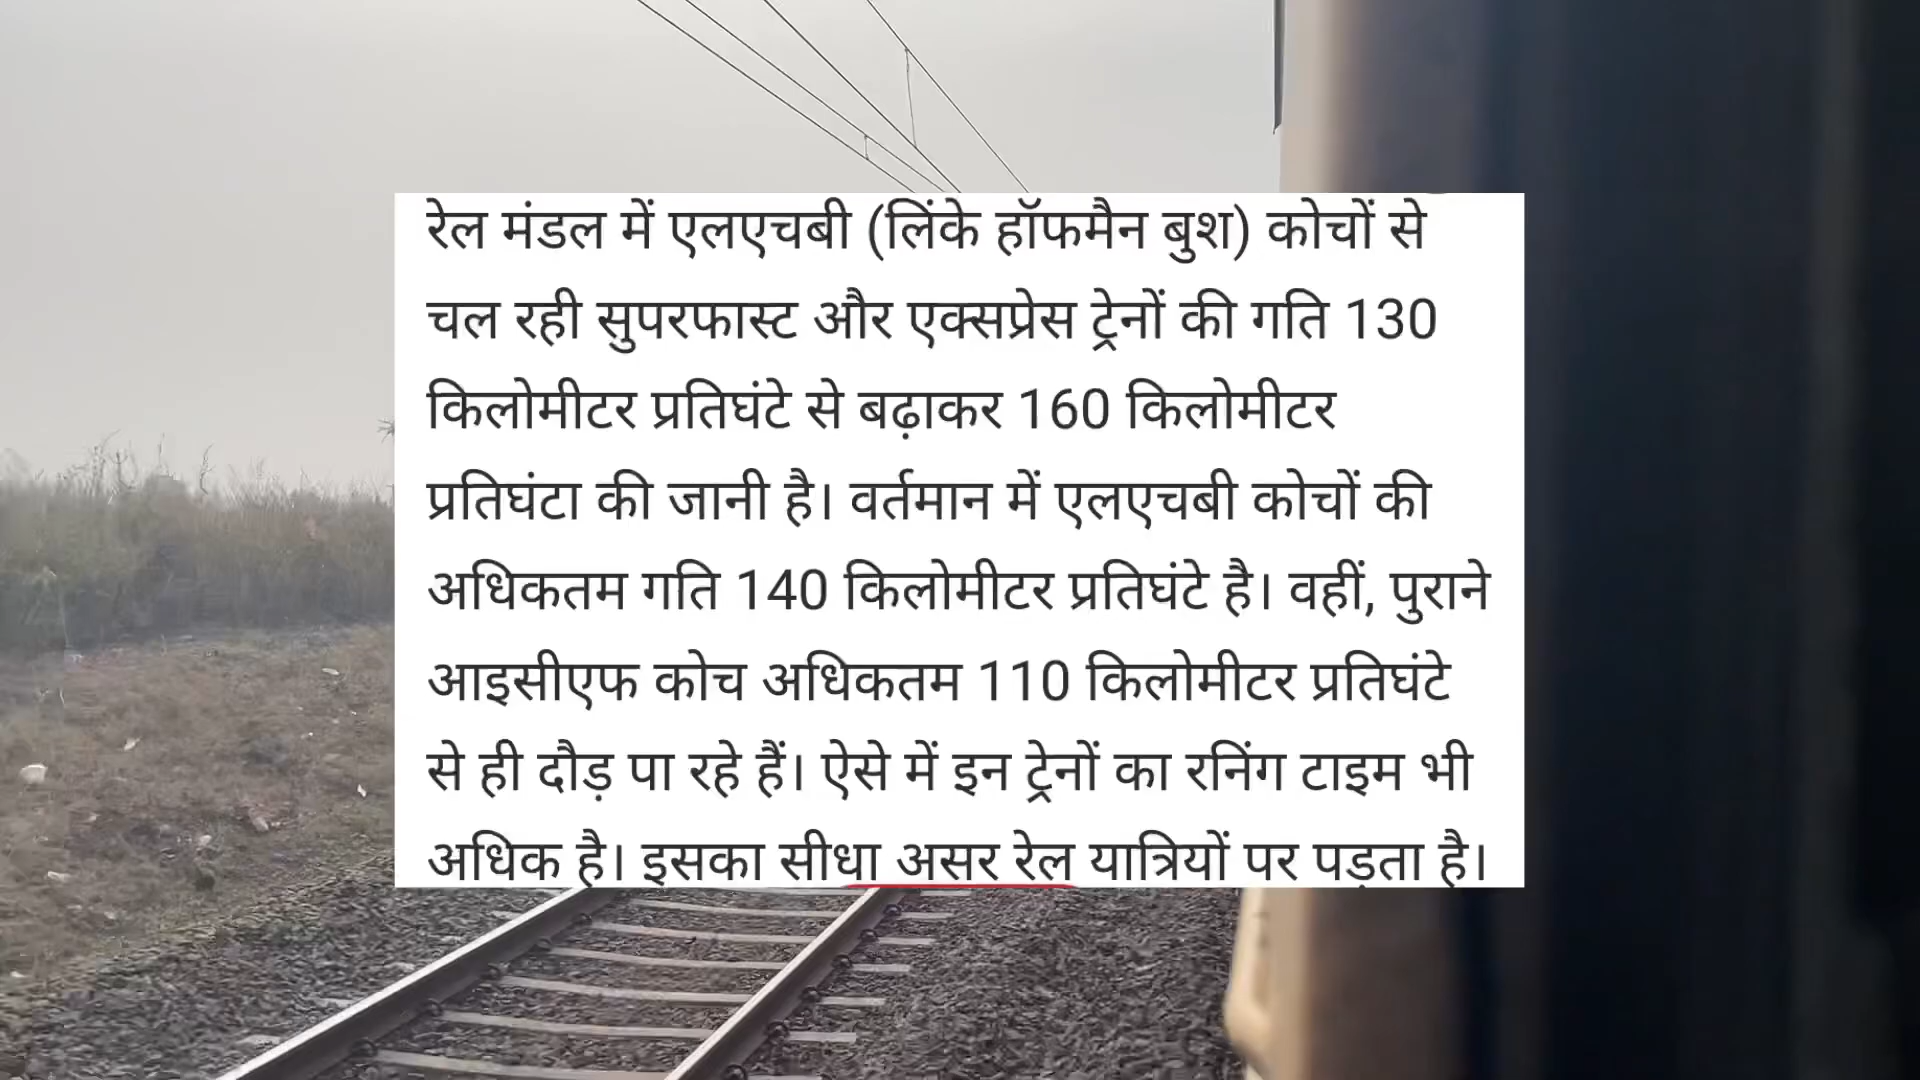 रेल मंडल में एलएचबी (लिंके हॉफमैन बुश) कोचों से
चल रही सुपरफास्ट और एक्सप्रेस ट्रेनों की गति 130
किलोमीटर प्रतिघंटे से बढ़ाकर 160 किलोमीटर
प्रतिघंटा की जानी है। वर्तमान में एलएचबी कोचों की
अधिकतम गति 140 किलोमीटर प्रतिघंटे है। वहीं, पुराने
आइसीएफ कोच अधिकतम 110 किलोमीटर प्रतिघंटे
से ही दौड़ पा रहे हैं। ऐसे में इन ट्रेनों का रनिंग टाइम भी
अधिक है। इसका सीधा असर रेल यात्रियों पर पड़ता है।